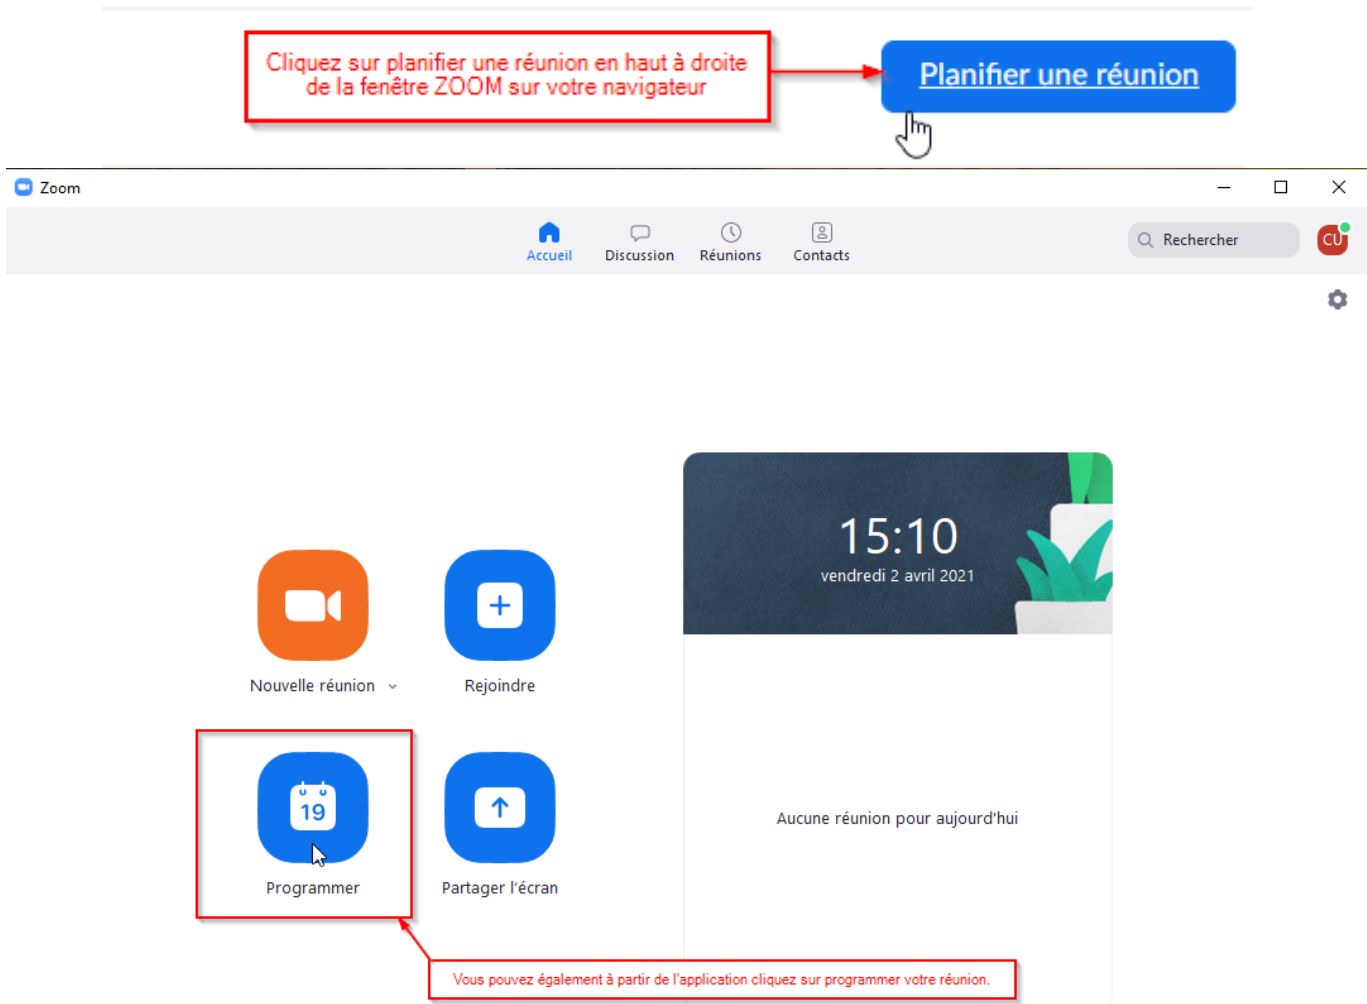 Cliquez sur planifier une réunion en haut à droite
de la fenêtre ZOOM sur votre navigateur
Planifier une réunion
Zoom
Accueil
Discussion
Réunions
Contacts
Rechercher
CU
15:10
vendredi 2 avril 2021
Nouvelle réunion
Rejoindre
19
Programmer
Partager l'écran
Aucune réunion pour aujourd'hui
Vous pouvez également à partir de l'application cliquez sur programmer votre réunion.